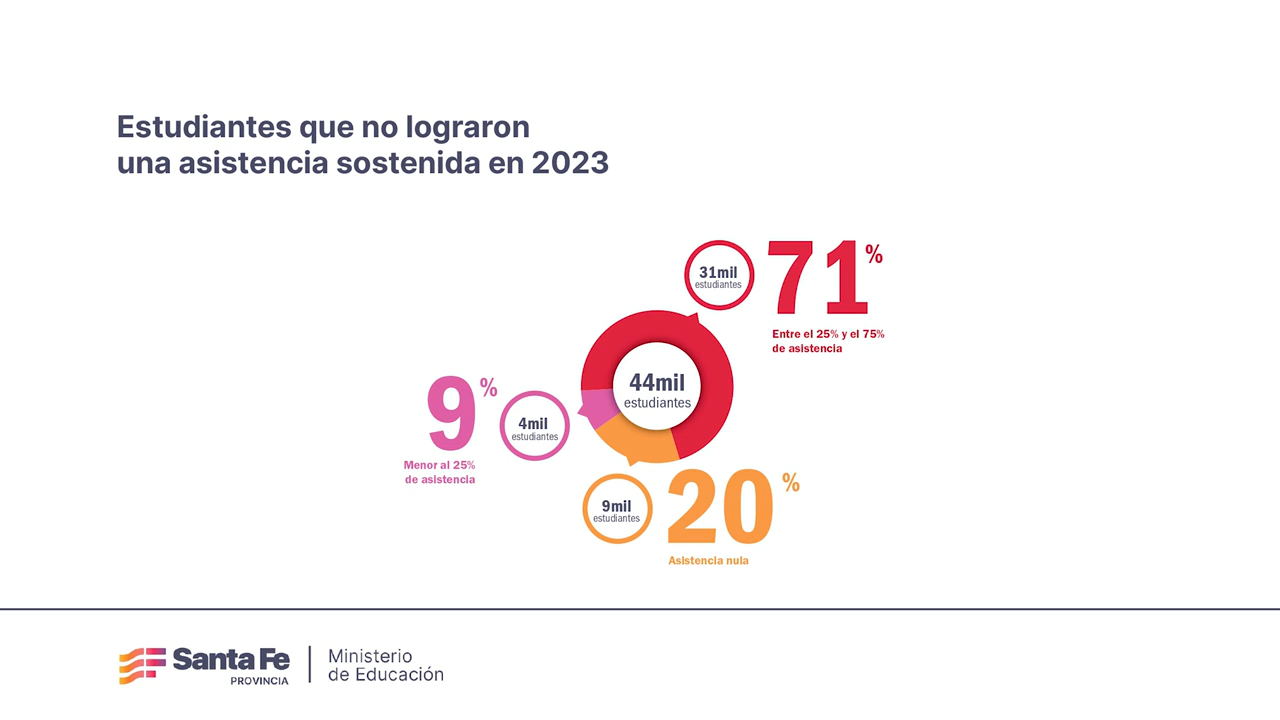 Estudiantes que no lograron
una asistencia sostenida en 2023
31mil
estudiantes
71%
Entre el 25% y el 75%
de asistencia
44mil
estudiantes
9%
4mil
estudiantes
Menor al 25%
de asistencia
9mil
estudiantes
20%
Asistencia nula
Santa Fe
PROVINCIA
Ministerio
de Educación